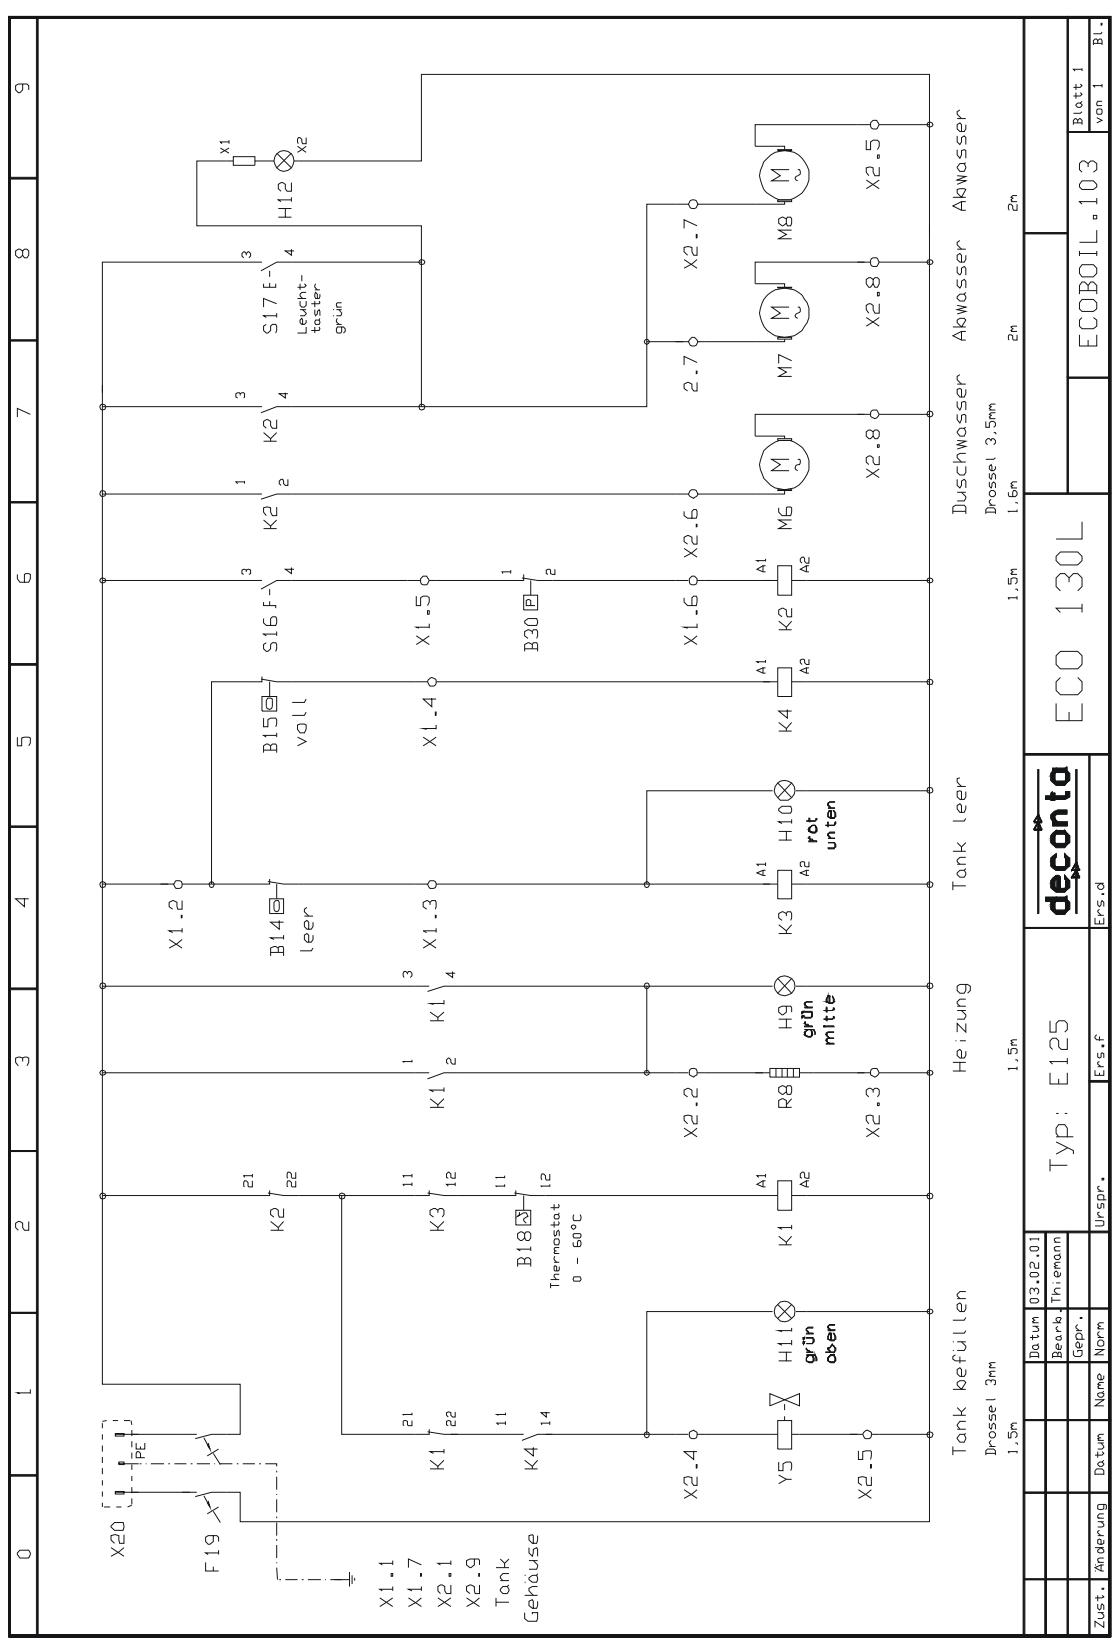 0
1
2
3
4
5
6
7
8
9
X20
PE
F19
X1.1
X1.7
X2.1
X2.9
Tank
Gehäuse
K1
21
22
K4
11
14
X2.4
Y5
X2.5
H11
grün
oben
Tank befüllen
Drossel 3mm
1,5m
K2
21
22
K3
11
12
B18
11
12
Thermostat
0 - 60°C
K1
A1
A2
K1
1
2
X2.2
R8
X2.3
K1
3
4
H9
grün
mitte
Heizung
1,5m
X1.2
B14
leer
X1.3
K3
A1
A2
H10
rot
unten
Tank leer
B15
voll
X1.4
K4
A1
A2
S16
3
4
X1.5
B30
P
1
2
X1.6
K2
A1
A2
1,5m
K2
1
2
X2.6
M6
M
~
X2.8
Duschwasser
Drossel 3,5mm
1,6m
K2
3
4
2.7
M7
M
~
X2.8
Abwasser
2m
S17
3
4
Leucht-
taster
grün
X1
H12
X2
X2.7
M8
M
~
X2.5
Abwasser
2m
Zust.
Änderung
Datum
Name
Norm
Datum 03.02.01
Bearb. Thiemann
Gepr.
Urspr.
Ers.f
Ers.d
Typ: E125
deconta
ECO 130L
ECOBOIL.103
Blatt 1
von 1 Bl.